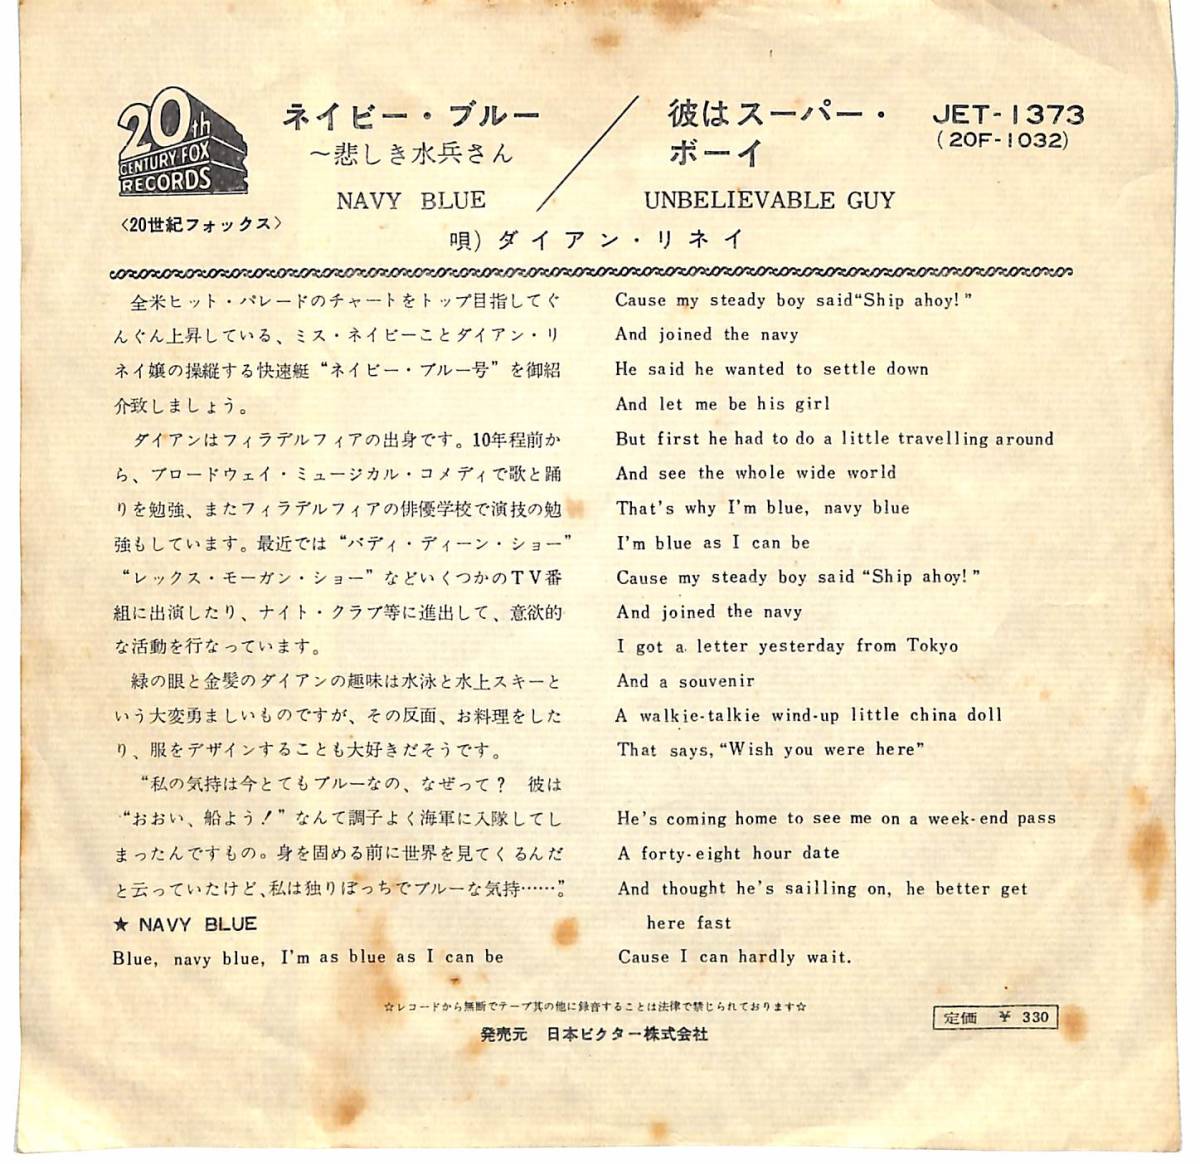 20th
CENTURY FOX
RECORDS
〈20世紀フォックス〉
ネイビー・ブルー
～悲しき水兵さん
NAVY BLUE
彼はスーパー・
ボーイ
UNBELIEVABLE GUY
JET-1373
(20F-1032)
唄) ダイアン・リネイ
全米ヒット・パレードのチャートをトップ目指してぐ
んぐん上昇している、ミス・ネイビーことダイアン・リ
ネイ嬢の操縦する快速艇“ネイビー・ブルー号”を御紹
介致しましょう。
ダイアンはフィラデルフィアの出身です。10年程前か
ら、ブロードウェイ・ミュージカル・コメディで歌と踊
りを勉強、またフィラデルフィアの俳優学校で演技の勉
強もしています。最近では“バディ・ディーン・ショー”
“レックス・モーガン・ショー”などいくつかのTV番
組に出演したり、ナイト・クラブ等に進出して、意欲的
な活動を行なっています。
緑の眼と金髪のダイアンの趣味は水泳と水上スキーと
いう大変勇ましいものですが、その反面、お料理をした
り、服をデザインすることも大好きだそうです。
“私の気持は今とてもブルーなの、なぜって？ 彼は
“おおい、船よう！”なんて調子よく海軍に入隊してし
まったんですもの。身を固める前に世界を見てくるんだ
と云っていたけど、私は独りぼっちでブルーな気持……”。
★ NAVY BLUE
Blue, navy blue, I'm as blue as I can be
Cause my steady boy said“Ship ahoy!”
And joined the navy
He said he wanted to settle down
And let me be his girl
But first he had to do a little travelling around
And see the whole wide world
That's why I'm blue, navy blue
I'm blue as I can be
Cause my steady boy said “Ship ahoy!”
And joined the navy
I got a letter yesterday from Tokyo
And a souvenir
A walkie-talkie wind-up little china doll
That says, “Wish you were here”
He's coming home to see me on a week-end pass
A forty-eight hour date
And thought he's sailling on, he better get
here fast
Cause I can hardly wait.
☆レコードから無断でテープ其の他に録音することは法律で禁じられております☆
発売元 日本ビクター株式会社
定価 ￥ 330